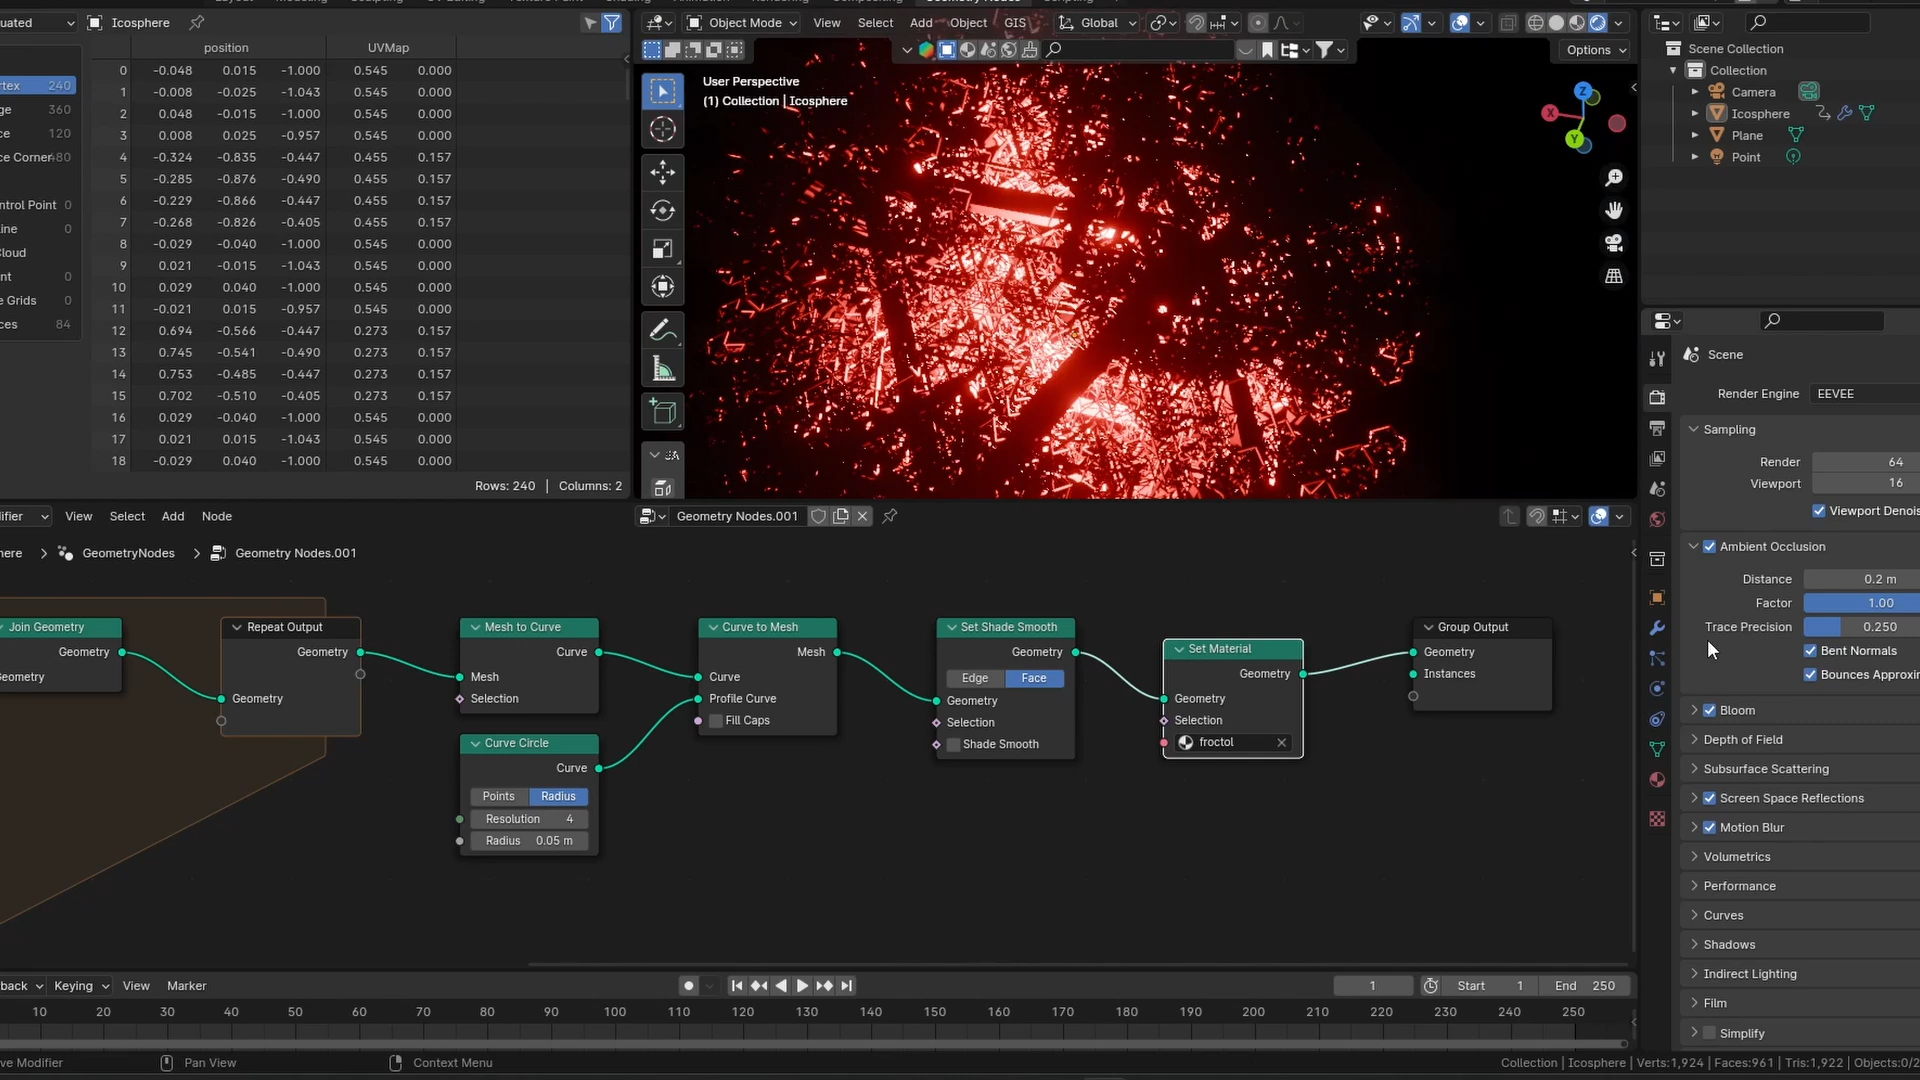 uated
Icosphere
position UVMap
0 -0.048 0.015 -1.000 0.545 0.000
1 -0.008 -0.025 -1.043 0.545 0.000
2 0.048 -0.015 -1.000 0.545 0.000
3 0.008 0.025 -0.957 0.545 0.000
4 -0.324 -0.835 -0.447 0.455 0.157
5 -0.285 -0.876 -0.490 0.455 0.157
6 -0.229 -0.866 -0.447 0.455 0.157
7 -0.268 -0.826 -0.405 0.455 0.157
8 -0.029 -0.040 -1.000 0.545 0.000
9 0.021 -0.015 -1.043 0.545 0.000
10 0.029 0.040 -1.000 0.545 0.000
11 -0.021 0.015 -0.957 0.545 0.000
12 0.694 -0.566 -0.447 0.273 0.157
13 0.745 -0.541 -0.490 0.273 0.157
14 0.753 -0.485 -0.447 0.273 0.157
15 0.702 -0.510 -0.405 0.273 0.157
16 0.029 -0.040 -1.000 0.545 0.000
17 0.021 0.015 -1.043 0.545 0.000
18 -0.029 0.040 -1.000 0.545 0.000
Rows: 240 | Columns: 2
rtex 240
ge 360
ce 120
ce Corner 480
ontrol Point 0
line 0
Cloud
nt 0
e Grids 0
ces 84
Object Mode View Select Add Object GIS Global
Options
User Perspective
(1) Collection | Icosphere
X
Y
Z
Scene Collection
Collection
Camera
Icosphere
Plane
Point
Scene
Render Engine EEVEE
Sampling
Render 64
Viewport 16
Viewport Denois
Ambient Occlusion
Distance 0.2 m
Factor 1.00
Trace Precision 0.250
Bent Normals
Bounces Approxir
Bloom
Depth of Field
Subsurface Scattering
Screen Space Reflections
Motion Blur
Volumetrics
Performance
Curves
Shadows
Indirect Lighting
Film
Simplify
difier View Select Add Node
Geometry Nodes.001
here > GeometryNodes > Geometry Nodes.001
Join Geometry
Geometry
Geometry
Repeat Output
Geometry
Geometry
Mesh to Curve
Curve
Mesh
Selection
Curve Circle
Curve
Points Radius
Resolution 4
Radius 0.05 m
Curve to Mesh
Mesh
Curve
Profile Curve
Fill Caps
Set Shade Smooth
Geometry
Edge Face
Geometry
Selection
Shade Smooth
Set Material
Geometry
Geometry
Selection
froctol
Group Output
Geometry
Instances
back Keying View Marker
1 Start 1 End 250
10 20 30 40 50 60 70 80 90 100 110 120 130 140 150 160 170 180 190 200 210 220 230 240 250
ve Modifier Pan View Context Menu
Collection | Icosphere | Verts:1,924 | Faces:961 | Tris:1,922 | Objects:0/2